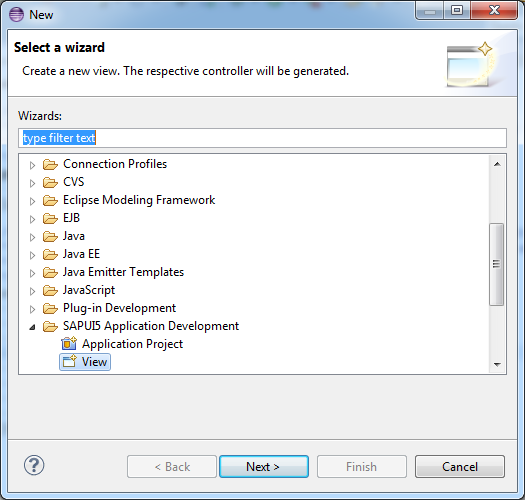 New
Select a wizard
Create a new view. The respective controller will be generated.
Wizards:
type filter text
Connection Profiles
CVS
Eclipse Modeling Framework
EJB
Java
Java EE
Java Emitter Templates
JavaScript
Plug-in Development
SAPUI5 Application Development
Application Project
View
? < Back Next > Finish Cancel